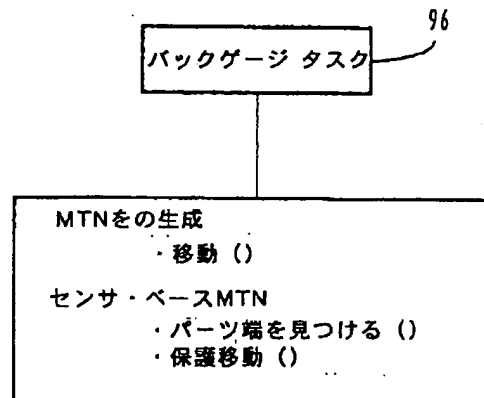 96
バックゲージ タスク
MTNをの生成
・移動 ()
センサ・ベースMTN
・パーツ端を見つける ()
・保護移動 ()